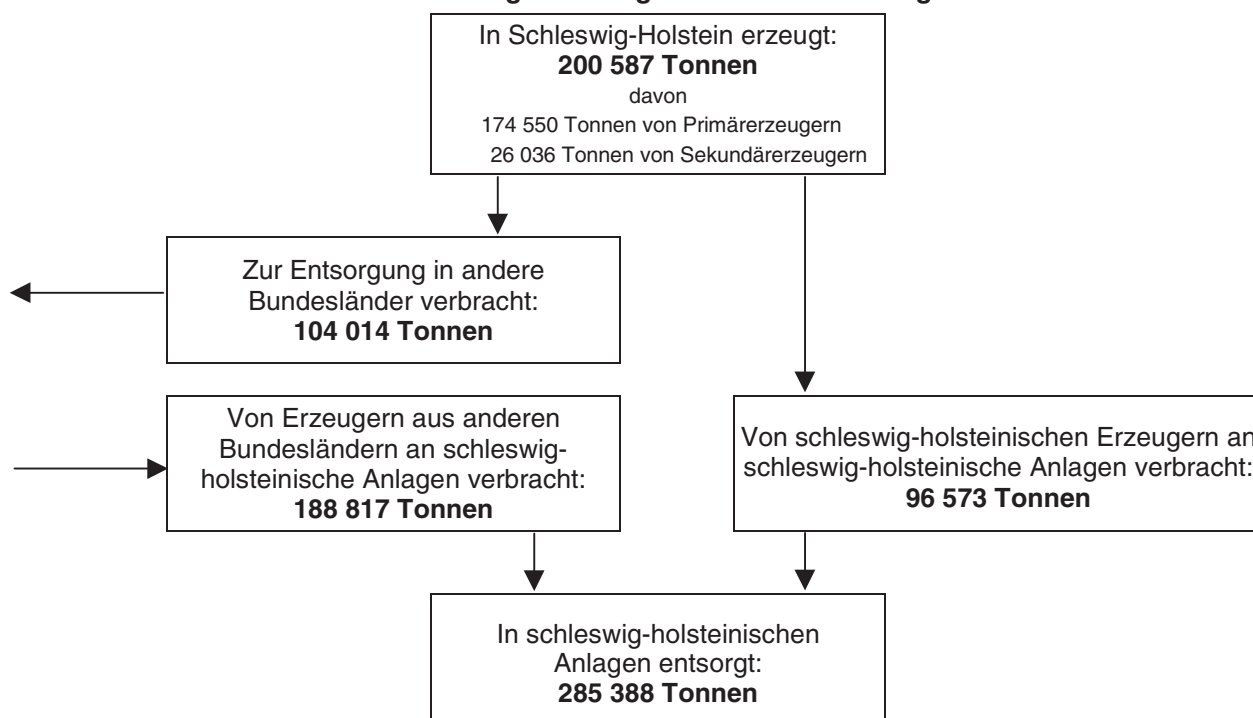 In Schleswig-Holstein erzeugt:
200 587 Tonnen
davon
174 550 Tonnen von Primärerzeugern
26 036 Tonnen von Sekundärerzeugern
Zur Entsorgung in andere
Bundesländer verbracht:
104 014 Tonnen
Von Erzeugern aus anderen
Bundesländern an schleswig-
holsteinische Anlagen verbracht:
188 817 Tonnen
Von schleswig-holsteinischen Erzeugern an
schleswig-holsteinische Anlagen verbracht:
96 573 Tonnen
In schleswig-holsteinischen
Anlagen entsorgt:
285 388 Tonnen